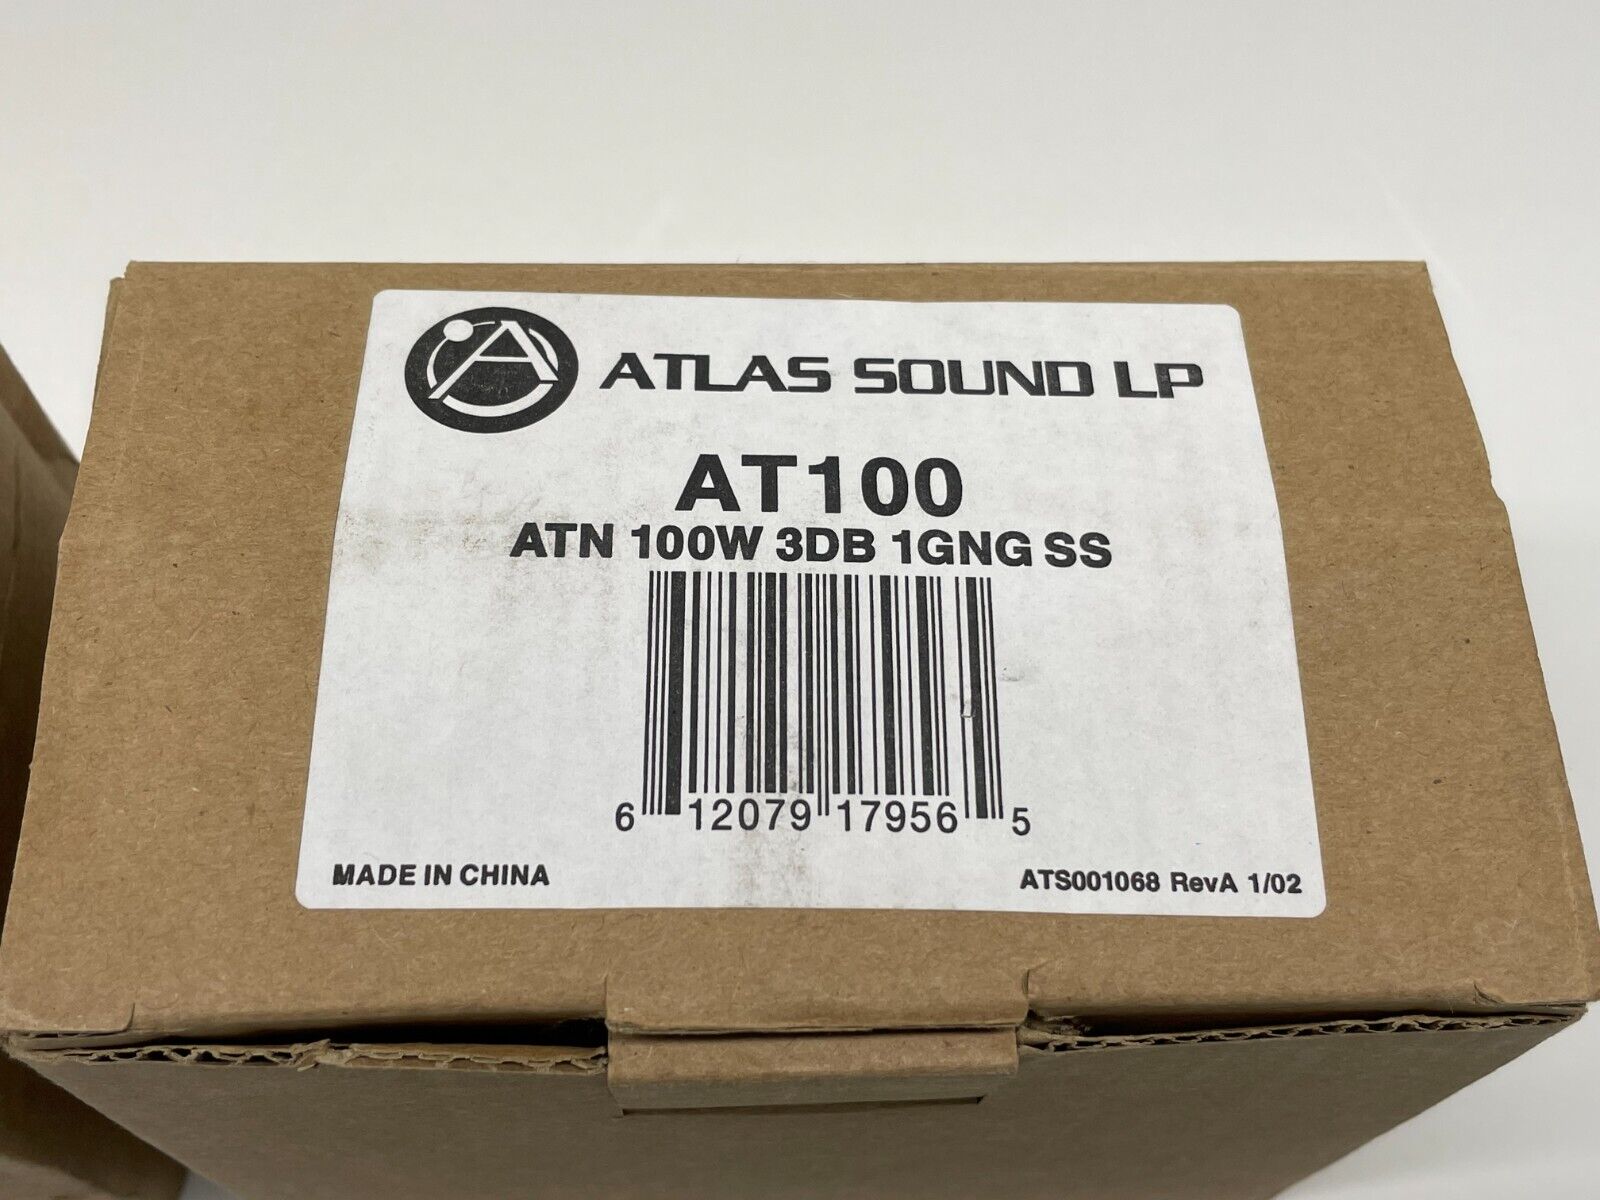 ATLAS SOUND LP
AT100
ATN 100W 3DB 1GNG SS
6 12079 17956 5
MADE IN CHINA
ATS001068 RevA 1/02